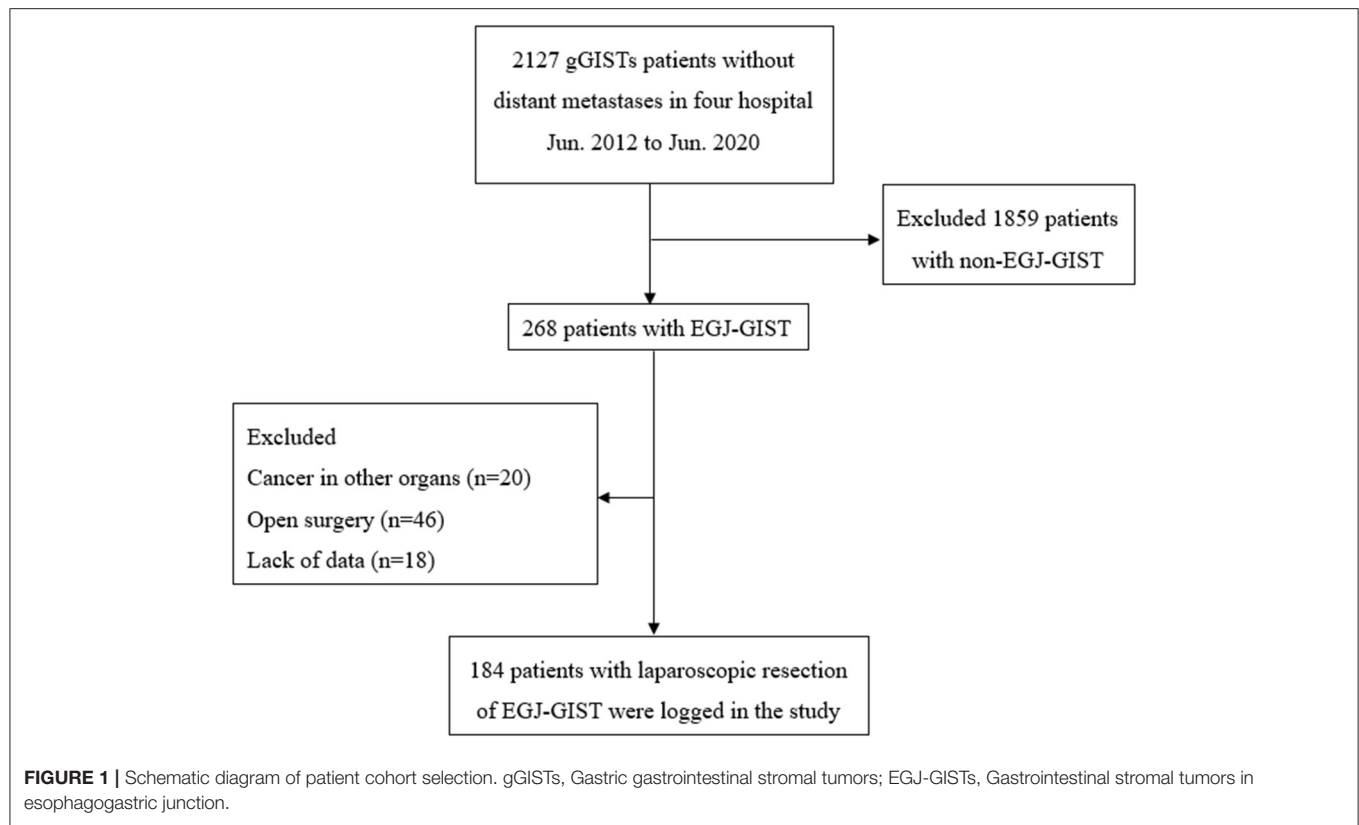 2127 gGISTs patients without
distant metastases in four hospital
Jun. 2012 to Jun. 2020
Excluded 1859 patients
with non-EGJ-GIST
268 patients with EGJ-GIST
Excluded
Cancer in other organs (n=20)
Open surgery (n=46)
Lack of data (n=18)
184 patients with laparoscopic resection
of EGJ-GIST were logged in the study
FIGURE 1 | Schematic diagram of patient cohort selection. gGISTs, Gastric gastrointestinal stromal tumors; EGJ-GISTs, Gastrointestinal stromal tumors in
esophagogastric junction.